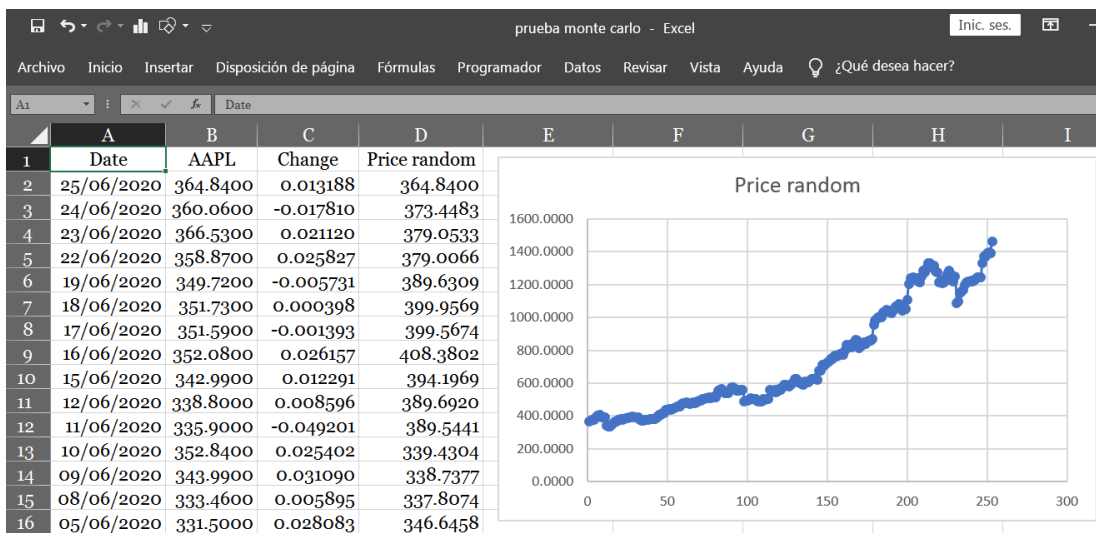 prueba monte carlo - Excel
Inic. ses.
Archivo Inicio Insertar Disposición de página Fórmulas Programador Datos Revisar Vista Ayuda ¿Qué desea hacer?
A1 fx Date
A B C D E F G H I
1 Date AAPL Change Price random
2 25/06/2020 364.8400 0.013188 364.8400
3 24/06/2020 360.0600 -0.017810 373.4483
4 23/06/2020 366.5300 0.021120 379.0533
5 22/06/2020 358.8700 0.025827 379.0066
6 19/06/2020 349.7200 -0.005731 389.6309
7 18/06/2020 351.7300 0.000398 399.9569
8 17/06/2020 351.5900 -0.001393 399.5674
9 16/06/2020 352.0800 0.026157 408.3802
10 15/06/2020 342.9900 0.012291 394.1969
11 12/06/2020 338.8000 0.008596 389.6920
12 11/06/2020 335.9000 -0.049201 389.5441
13 10/06/2020 352.8400 0.025402 339.4304
14 09/06/2020 343.9900 0.031090 338.7377
15 08/06/2020 333.4600 0.005895 337.8074
16 05/06/2020 331.5000 0.028083 346.6458
Price random
1600.0000
1400.0000
1200.0000
1000.0000
800.0000
600.0000
400.0000
200.0000
0.0000
0 50 100 150 200 250 300